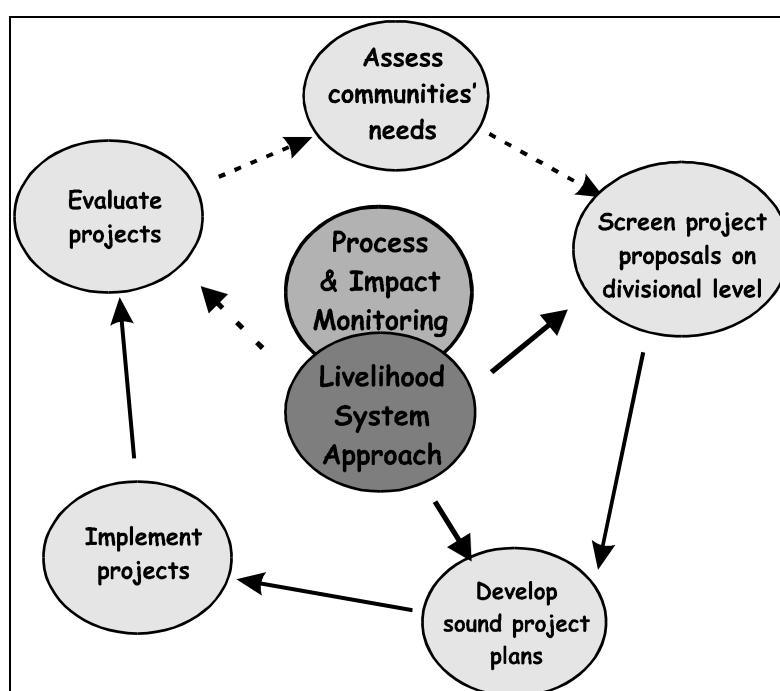 Assess
communities'
needs
Evaluate
projects
Screen project
proposals on
divisional level
Process
& Impact
Monitoring
Livelihood
System
Approach
Implement
projects
Develop
sound project
plans